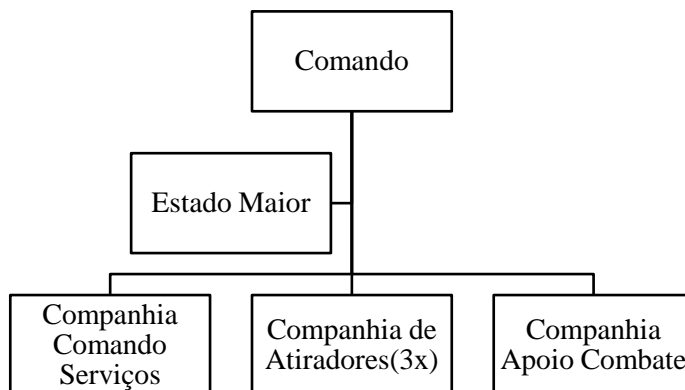 Comando
Estado Maior
Companhia
Comando
Serviços
Companhia de
Atiradores(3x)
Companhia
Apoio Combate